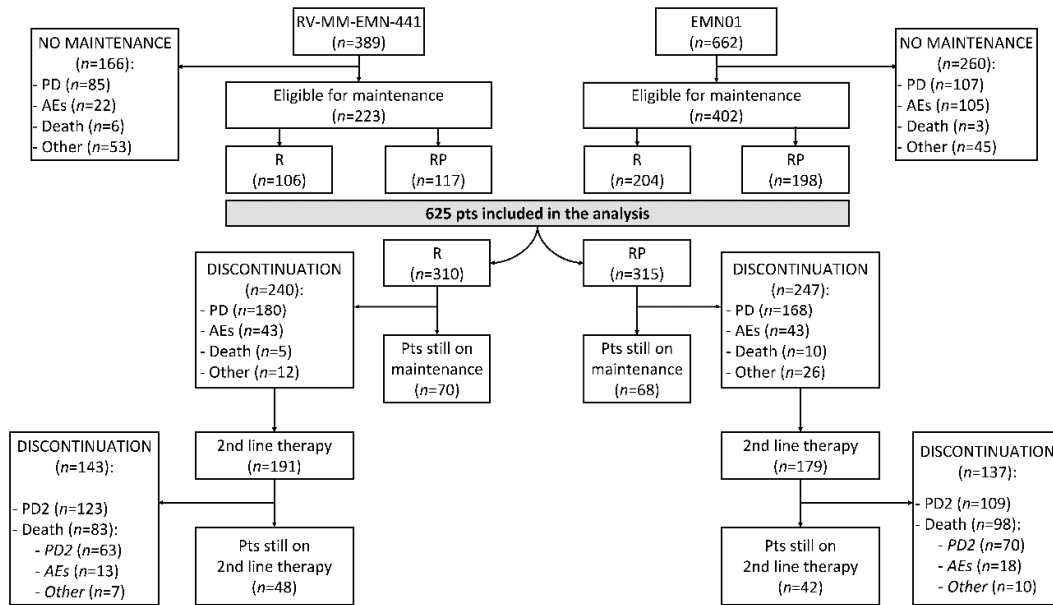 RV-MM-EMN-441
(n=389)
EMN01
(n=662)
NO MAINTENANCE
(n=166):
- PD (n=85)
- AEs (n=22)
- Death (n=6)
- Other (n=53)
NO MAINTENANCE
(n=260):
- PD (n=107)
- AEs (n=105)
- Death (n=3)
- Other (n=45)
Eligible for maintenance
(n=223)
Eligible for maintenance
(n=402)
R
(n=106)
RP
(n=117)
R
(n=204)
RP
(n=198)
625 pts included in the analysis
R
(n=310)
RP
(n=315)
DISCONTINUATION
(n=240):
- PD (n=180)
- AEs (n=43)
- Death (n=5)
- Other (n=12)
Pts still on
maintenance
(n=70)
Pts still on
maintenance
(n=68)
DISCONTINUATION
(n=247):
- PD (n=168)
- AEs (n=43)
- Death (n=10)
- Other (n=26)
DISCONTINUATION
(n=143):
- PD2 (n=123)
- Death (n=83):
- PD2 (n=63)
- AEs (n=13)
- Other (n=7)
2nd line therapy
(n=191)
Pts still on
2nd line therapy
(n=48)
2nd line therapy
(n=179)
Pts still on
2nd line therapy
(n=42)
DISCONTINUATION
(n=137):
- PD2 (n=109)
- Death (n=98):
- PD2 (n=70)
- AEs (n=18)
- Other (n=10)